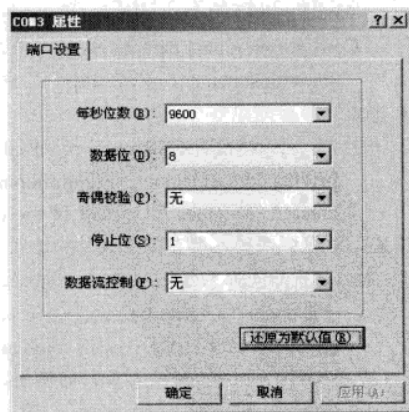 COM3 属性
端口设置
每秒位数(B): 9600
数据位(D): 8
奇偶校验(P): 无
停止位(S): 1
数据流控制(F): 无
还原为默认值(R)
确定 取消 应用(A)